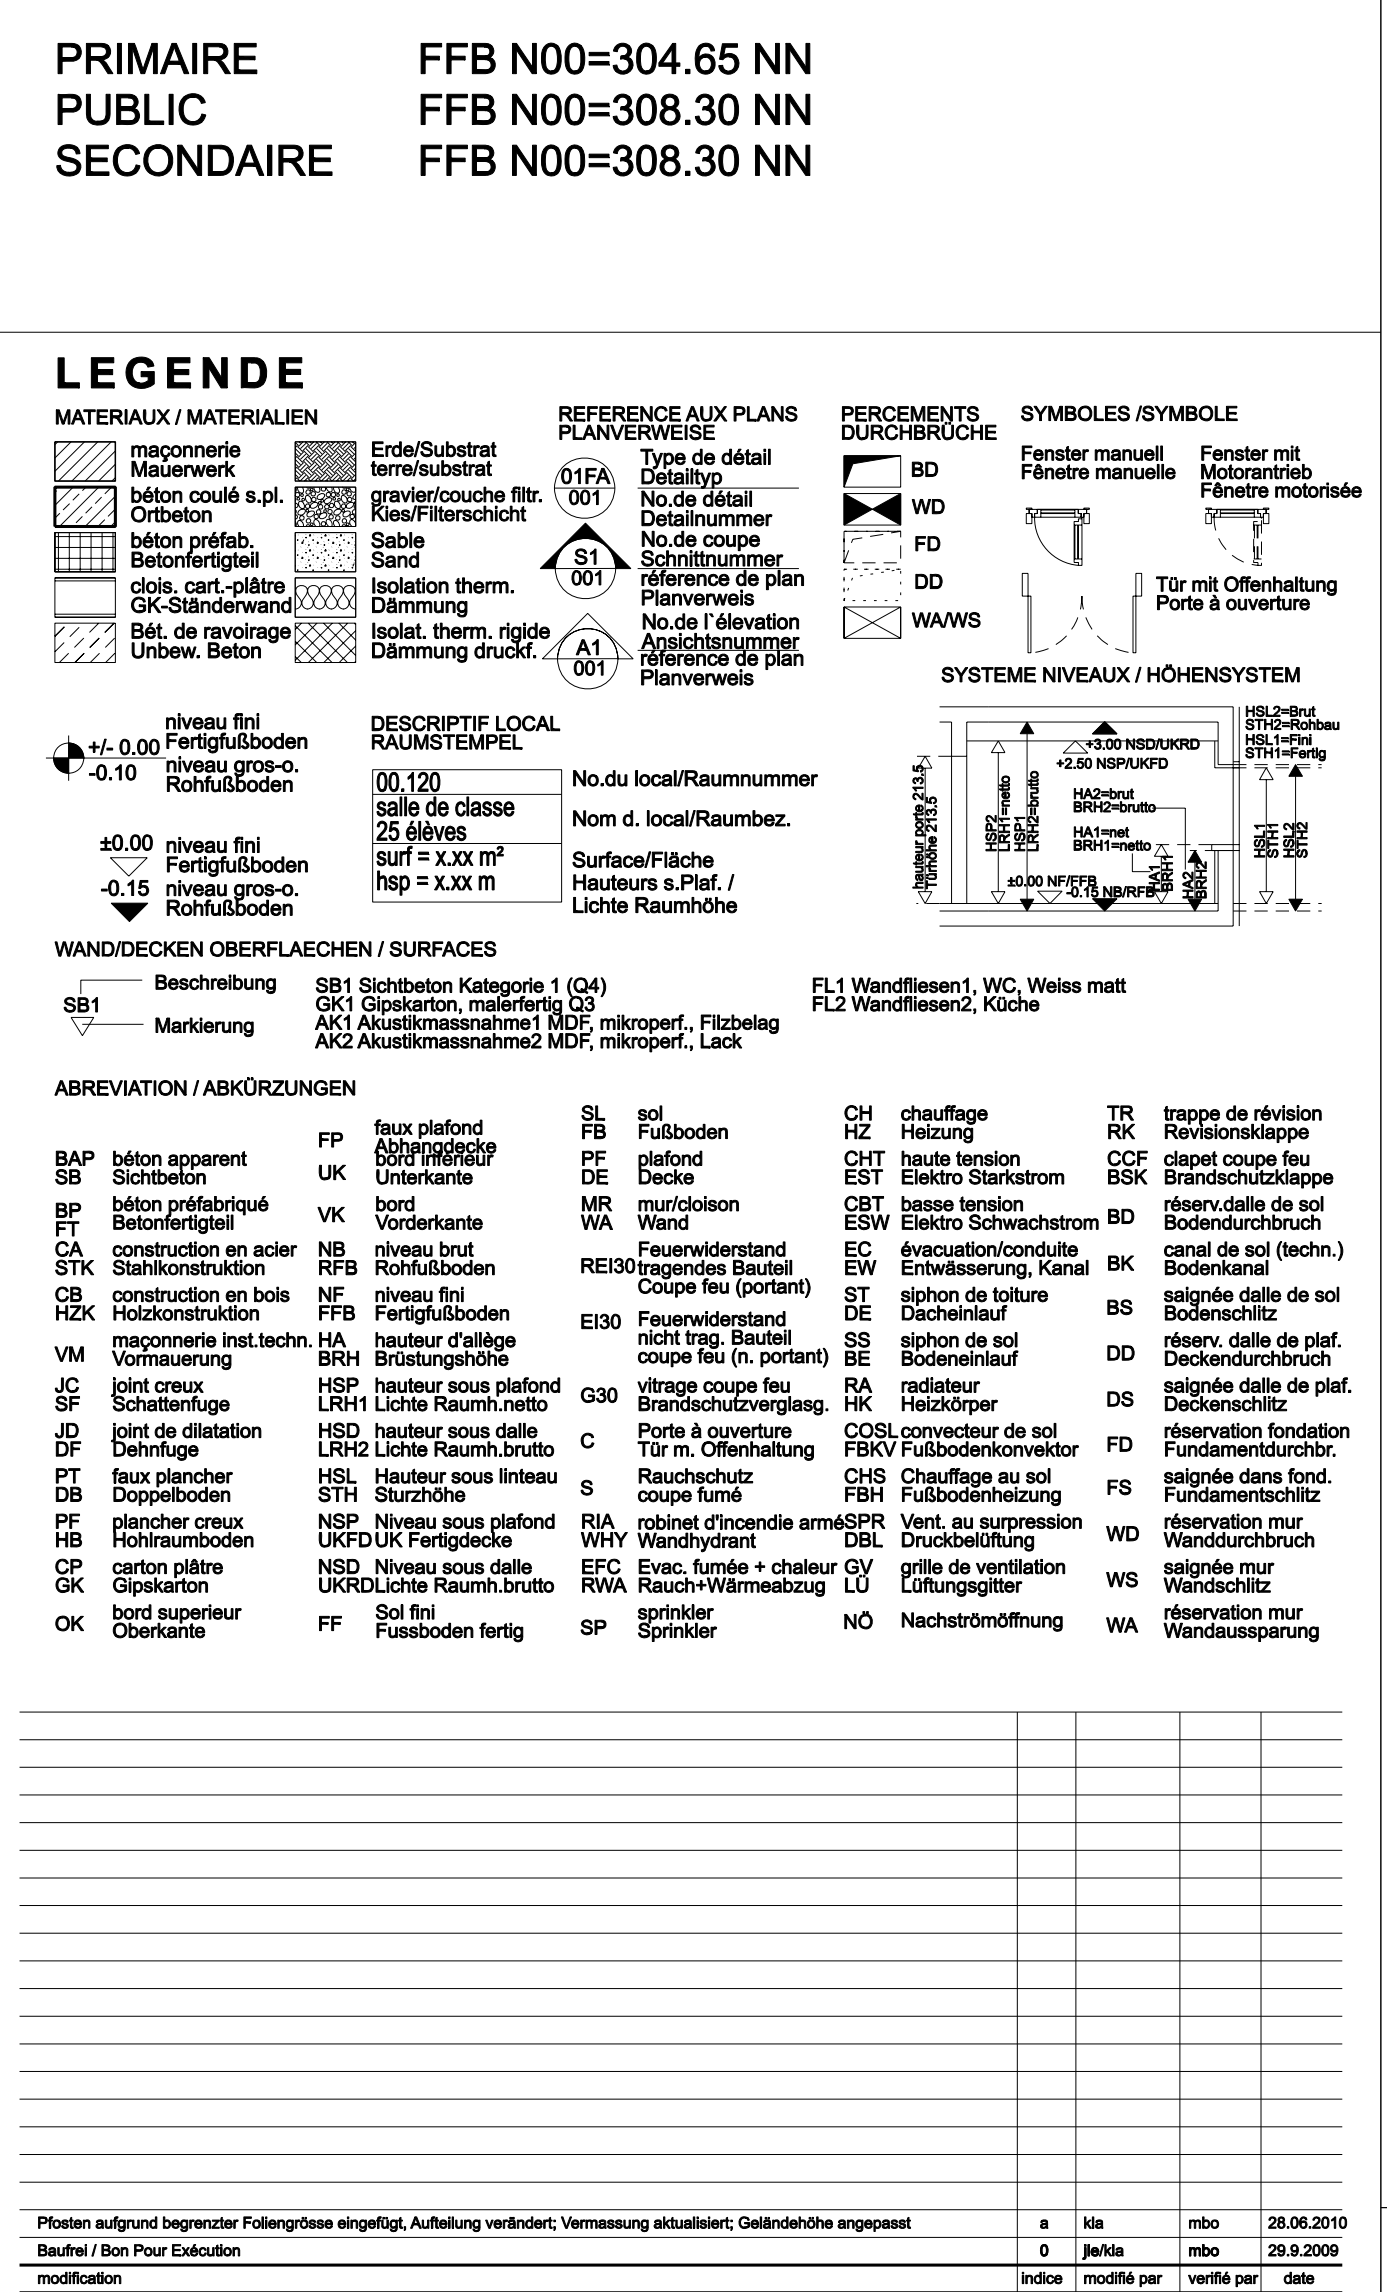 PRIMAIRE FFB N00=304.65 NN
PUBLIC FFB N00=308.30 NN
SECONDAIRE FFB N00=308.30 NN
LEGENDE
MATERIAUX / MATERIALIEN
maçonnerie
Mauerwerk
béton coulé s.pl.
Ortbeton
béton préfab.
Betonfertigteil
clois. cart.-plâtre
GK-Ständerwand
Bét. de ravoirage
Unbew. Beton
Erde/Substrat
terre/substrat
gravier/couche filtr.
Kies/Filterschicht
Sable
Sand
Isolation therm.
Dämmung
Isolat. therm. rigide
Dämmung druckf.
REFERENCE AUX PLANS
PLANVERWEISE
01FA
001
Type de détail
Detailtyp
No.de détail
Detailnummer
S1
001
No.de coupe
Schnittnummer
réference de plan
Planverweis
A1
001
No.de l`élevation
Ansichtsnummer
réference de plan
Planverweis
PERCEMENTS
DURCHBRÜCHE
BD
WD
FD
DD
WA/WS
SYMBOLES /SYMBOLE
Fenster manuell
Fênetre manuelle
Fenster mit
Motorantrieb
Fênetre motorisée
Tür mit Offenhaltung
Porte à ouverture
SYSTEME NIVEAUX / HÖHENSYSTEM
HSL2=Brut
STH2=Rohbau
HSL1=Fini
STH1=Fertig
+3.00 NSD/UKRD
+2.50 NSP/UKFD
HA2=brut
BRH2=brutto
HA1=net
BRH1=netto
±0.00 NF/FFB
-0.15 NB/RFB
hauteur porte 213.5
Türhöhe 213.5
HSP2
LRH1=netto
HSP1
LRH2=brutto
HA1
BRH1
HA2
BRH2
HSL1
STH1
HSL2
STH2
+/- 0.00
-0.10
niveau fini
Fertigfußboden
niveau gros-o.
Rohfußboden
±0.00
-0.15
niveau fini
Fertigfußboden
niveau gros-o.
Rohfußboden
DESCRIPTIF LOCAL
RAUMSTEMPEL
00.120
salle de classe
25 élèves
surf = x.xx m²
hsp = x.xx m
No.du local/Raumnummer
Nom d. local/Raumbez.
Surface/Fläche
Hauteurs s.Plaf. /
Lichte Raumhöhe
WAND/DECKEN OBERFLAECHEN / SURFACES
Beschreibung
SB1
Markierung
SB1 Sichtbeton Kategorie 1 (Q4)
GK1 Gipskarton, malerfertig Q3
AK1 Akustikmassnahme1 MDF, mikroperf., Filzbelag
AK2 Akustikmassnahme2 MDF, mikroperf., Lack
FL1 Wandfliesen1, WC, Weiss matt
FL2 Wandfliesen2, Küche
ABREVIATION / ABKÜRZUNGEN
BAP béton apparent
SB Sichtbeton
BP béton préfabriqué
FT Betonfertigteil
CA construction en acier
STK Stahlkonstruktion
CB construction en bois
HZK Holzkonstruktion
maçonnerie inst.techn.
VM Vormauerung
JC joint creux
SF Schattenfuge
JD joint de dilatation
DF Dehnfuge
PT faux plancher
DB Doppelboden
PF plancher creux
HB Hohlraumboden
CP carton plâtre
GK Gipskarton
OK bord superieur
Oberkante
FP faux plafond
Abhangdecke
UK bord inferieur
Unterkante
VK bord
Vorderkante
NB niveau brut
RFB Rohfußboden
NF niveau fini
FFB Fertigfußboden
HA hauteur d'allège
BRH Brüstungshöhe
HSP hauteur sous plafond
LRH1 Lichte Raumh.netto
HSD hauteur sous dalle
LRH2 Lichte Raumh.brutto
HSL Hauteur sous linteau
STH Sturzhöhe
NSP Niveau sous plafond
UKFD UK Fertigdecke
NSD Niveau sous dalle
UKRD Lichte Raumh.brutto
FF Sol fini
Fussboden fertig
SL sol
FB Fußboden
PF plafond
DE Decke
MR mur/cloison
WA Wand
Feuerwiderstand
REI30 tragendes Bauteil
Coupe feu (portant)
EI30 Feuerwiderstand
nicht trag. Bauteil
coupe feu (n. portant)
G30 vitrage coupe feu
Brandschutzverglasg.
C Porte à ouverture
Tür m. Offenhaltung
S Rauchschutz
coupe fumé
RIA robinet d'incendie armé
WHY Wandhydrant
EFC Evac. fumée + chaleur
RWA Rauch+Wärmeabzug
SP sprinkler
Sprinkler
CH chauffage
HZ Heizung
CHT haute tension
EST Elektro Starkstrom
CBT basse tension
ESW Elektro Schwachstrom
EC évacuation/conduite
EW Entwässerung, Kanal
ST siphon de toiture
DE Dacheinlauf
SS siphon de sol
BE Bodeneinlauf
RA radiateur
HK Heizkörper
COSL convecteur de sol
FBKV Fußbodenkonvektor
CHS Chauffage au sol
FBH Fußbodenheizung
SPR Vent. au surpression
DBL Druckbelüftung
GV grille de ventilation
LÜ Lüftungsgitter
NÖ Nachströmöffnung
TR trappe de révision
RK Revisionsklappe
CCF clapet coupe feu
BSK Brandschutzklappe
BD réserv.dalle de sol
Bodendurchbruch
BK canal de sol (techn.)
Bodenkanal
BS saignée dalle de sol
Bodenschlitz
DD réserv. dalle de plaf.
Deckendurchbruch
DS saignée dalle de plaf.
Deckenschlitz
FD réservation fondation
Fundamentdurchbr.
FS saignée dans fond.
Fundamentschlitz
WD réservation mur
Wanddurchbruch
WS saignée mur
Wandschlitz
WA réservation mur
Wandaussparung
Pfosten aufgrund begrenzter Foliengrösse eingefügt, Aufteilung verändert; Vermassung aktualisiert; Geländehöhe angepasst a kla mbo 28.06.2010
Baufrei / Bon Pour Exécution 0 jle/kla mbo 29.9.2009
modification indice modifié par verifié par date